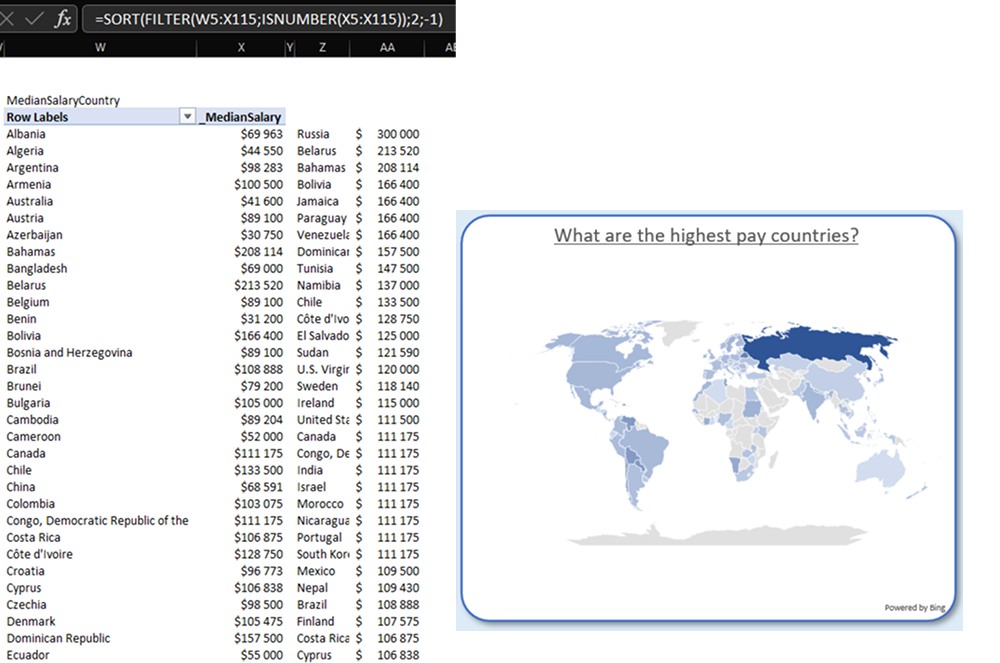 fx =SORT(FILTER(W5:X115;ISNUMBER(X5:X115));2;-1)
W X Y Z AA
MedianSalaryCountry
Row Labels _MedianSalary
Albania $69 963 Russia $ 300 000
Algeria $44 550 Belarus $ 213 520
Argentina $98 283 Bahamas $ 208 114
Armenia $100 500 Bolivia $ 166 400
Australia $41 600 Jamaica $ 166 400
Austria $89 100 Paraguay $ 166 400
Azerbaijan $30 750 Venezuela $ 166 400
Bahamas $208 114 Dominican $ 157 500
Bangladesh $69 000 Tunisia $ 147 500
Belarus $213 520 Namibia $ 137 000
Belgium $89 100 Chile $ 133 500
Benin $31 200 Côte d'Ivo $ 128 750
Bolivia $166 400 El Salvado $ 125 000
Bosnia and Herzegovina $89 100 Sudan $ 121 590
Brazil $108 888 U.S. Virgin $ 120 000
Brunei $79 200 Sweden $ 118 140
Bulgaria $105 000 Ireland $ 115 000
Cambodia $89 204 United Sta $ 111 500
Cameroon $52 000 Canada $ 111 175
Canada $111 175 Congo, De $ 111 175
Chile $133 500 India $ 111 175
China $68 591 Israel $ 111 175
Colombia $103 075 Morocco $ 111 175
Congo, Democratic Republic of the $111 175 Nicaragua $ 111 175
Costa Rica $106 875 Portugal $ 111 175
Côte d'Ivoire $128 750 South Kor $ 111 175
Croatia $96 773 Mexico $ 109 500
Cyprus $106 838 Nepal $ 109 430
Czechia $98 500 Brazil $ 108 888
Denmark $105 475 Finland $ 107 575
Dominican Republic $157 500 Costa Rica $ 106 875
Ecuador $55 000 Cyprus $ 106 838
What are the highest pay countries?
Powered by Bing